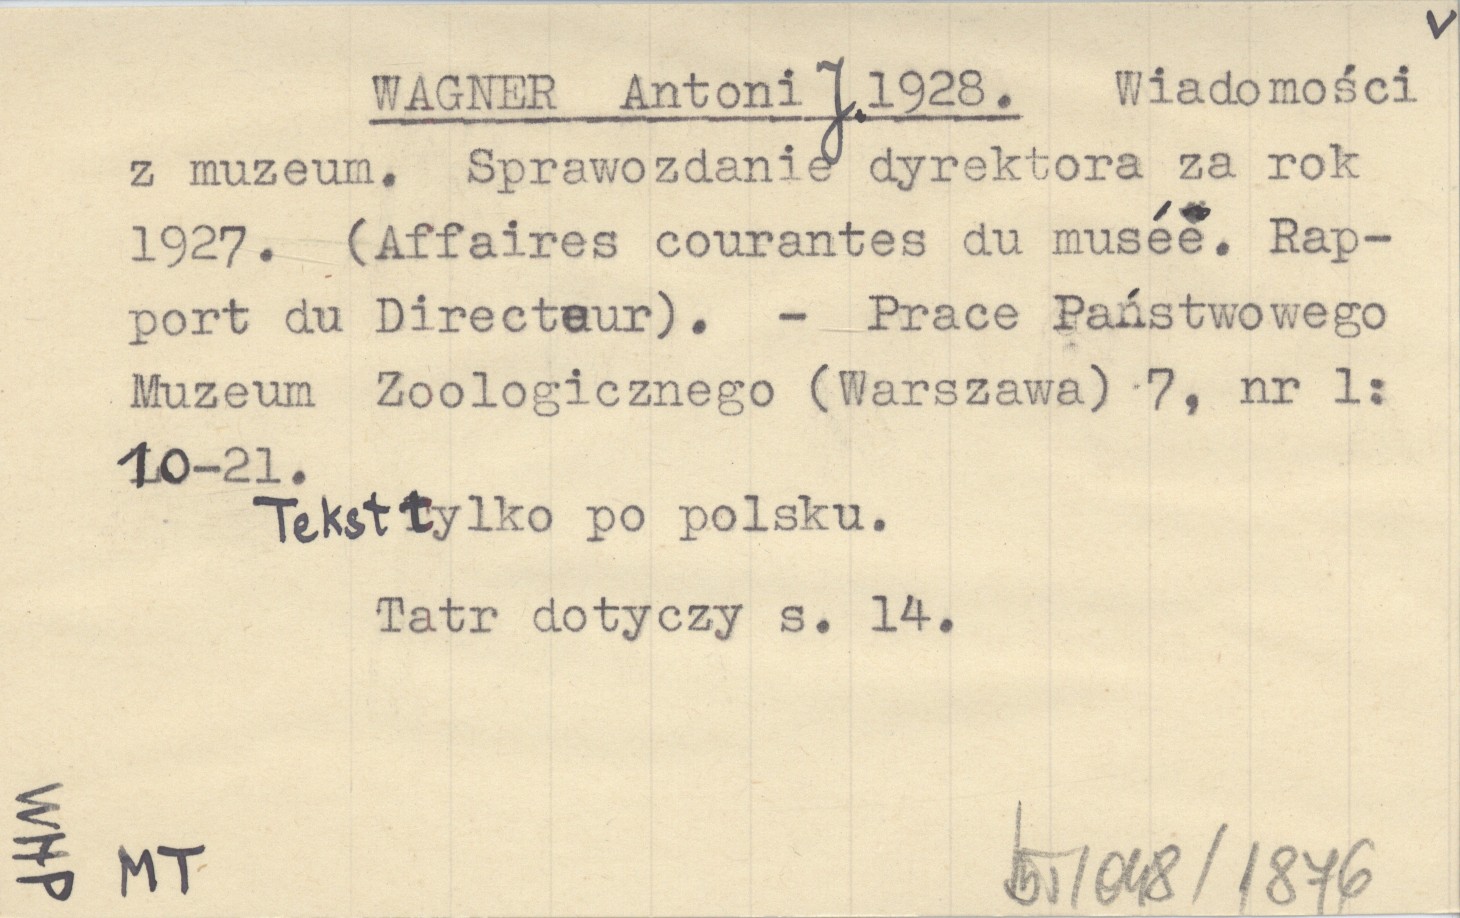 v
WAGNER Antoni J. 1928. Wiadomości
z muzeum. Sprawozdanie dyrektora za rok
1927. (Affaires courantes du musée. Rap-
port du Directeur). - Prace Państwowego
Muzeum Zoologicznego (Warszawa) 7, nr 1:
10-21.
Tekst tylko po polsku.
Tatr dotyczy s. 14.
WHP
MT
/1876